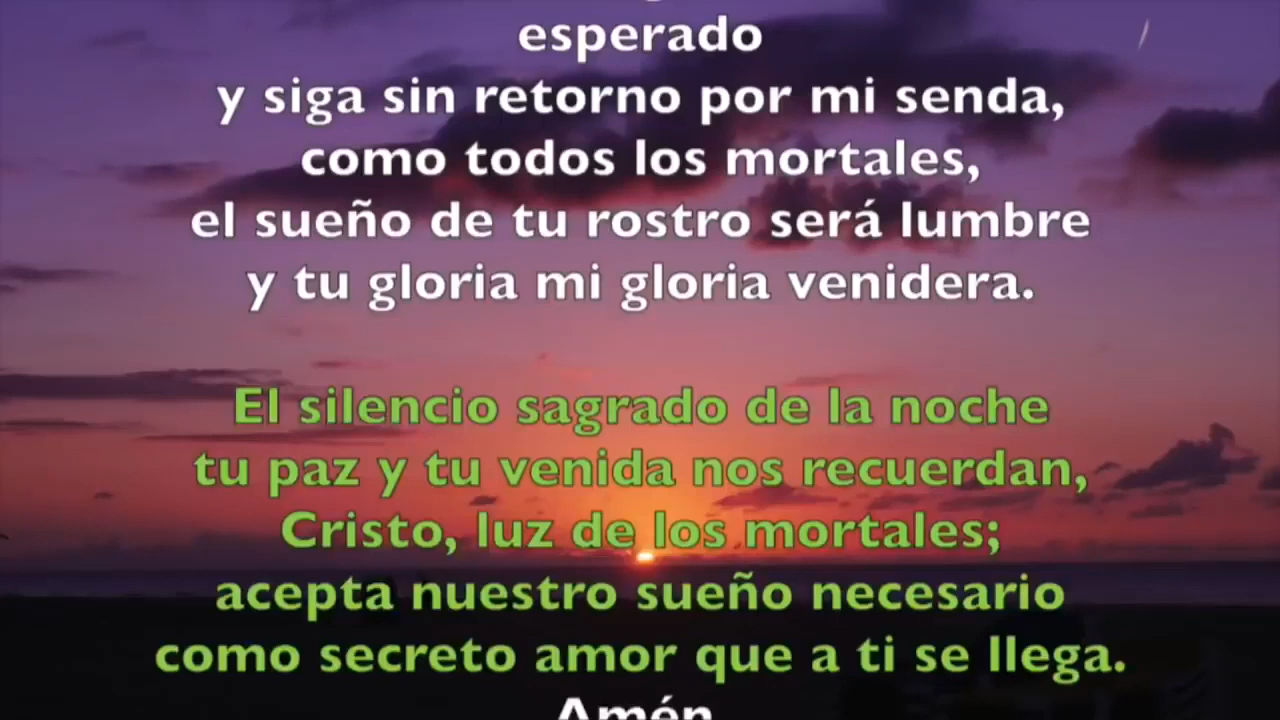 esperado
y siga sin retorno por mi senda,
como todos los mortales,
el sueño de tu rostro será lumbre
y tu gloria mi gloria venidera.
El silencio sagrado de la noche
tu paz y tu venida nos recuerdan,
Cristo, luz de los mortales;
acepta nuestro sueño necesario
como secreto amor que a ti se llega.
Amén